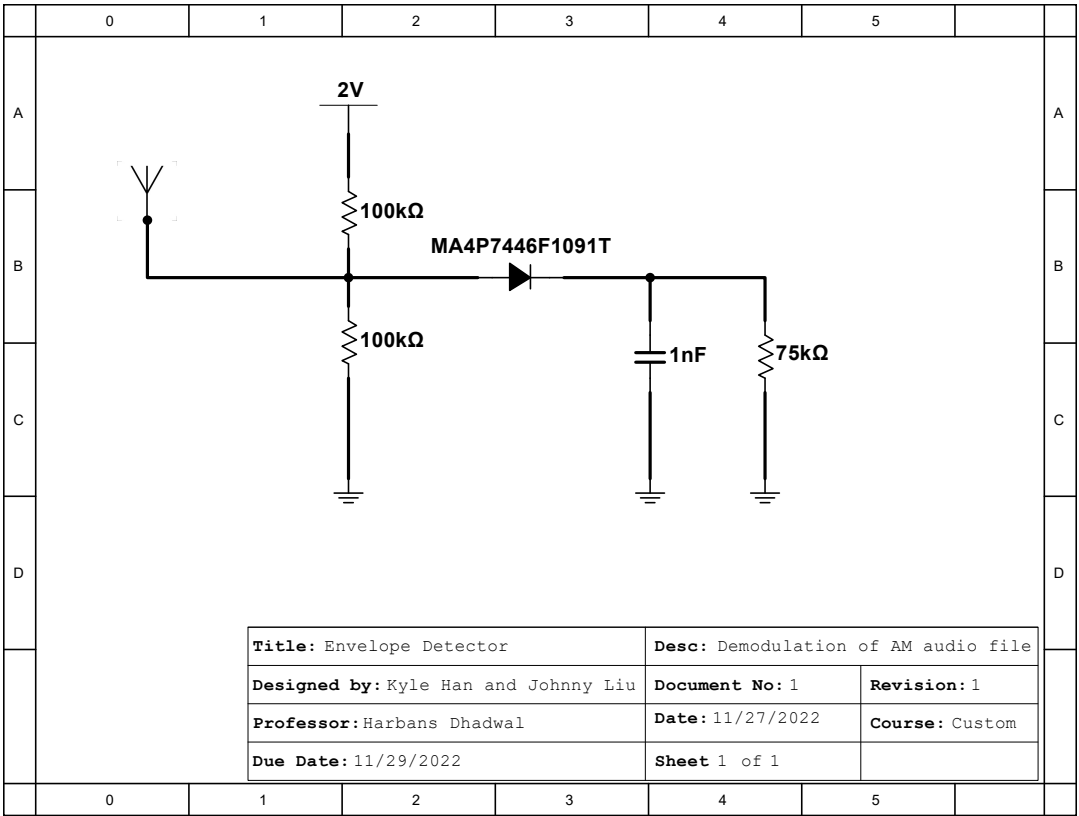 0 1 2 3 4 5
A A
2V
100kΩ
MA4P7446F1091T
B B
100kΩ
1nF 75kΩ
C C
D D
Title: Envelope Detector Desc: Demodulation of AM audio file
Designed by: Kyle Han and Johnny Liu Document No: 1 Revision: 1
Professor: Harbans Dhadwal Date: 11/27/2022 Course: Custom
Due Date: 11/29/2022 Sheet 1 of 1
0 1 2 3 4 5